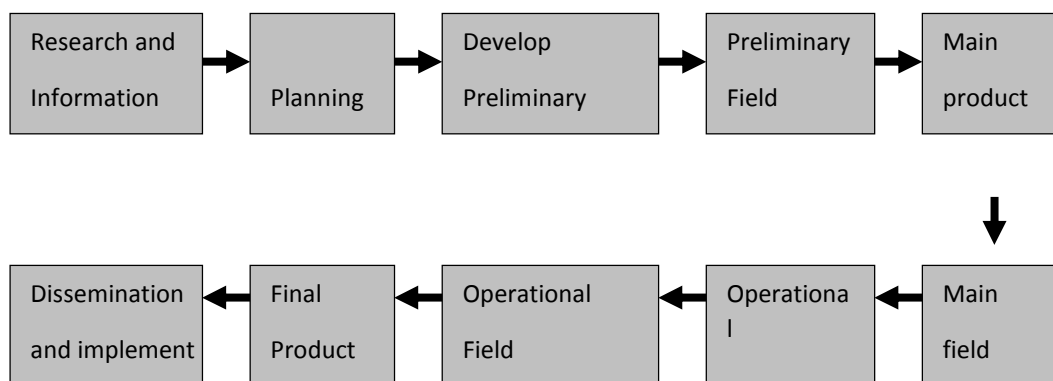 Research and
Information
Planning
Develop
Preliminary
Preliminary
Field
Main
product
Main
field
Operationa
l
Operational
Field
Final
Product
Dissemination
and implement